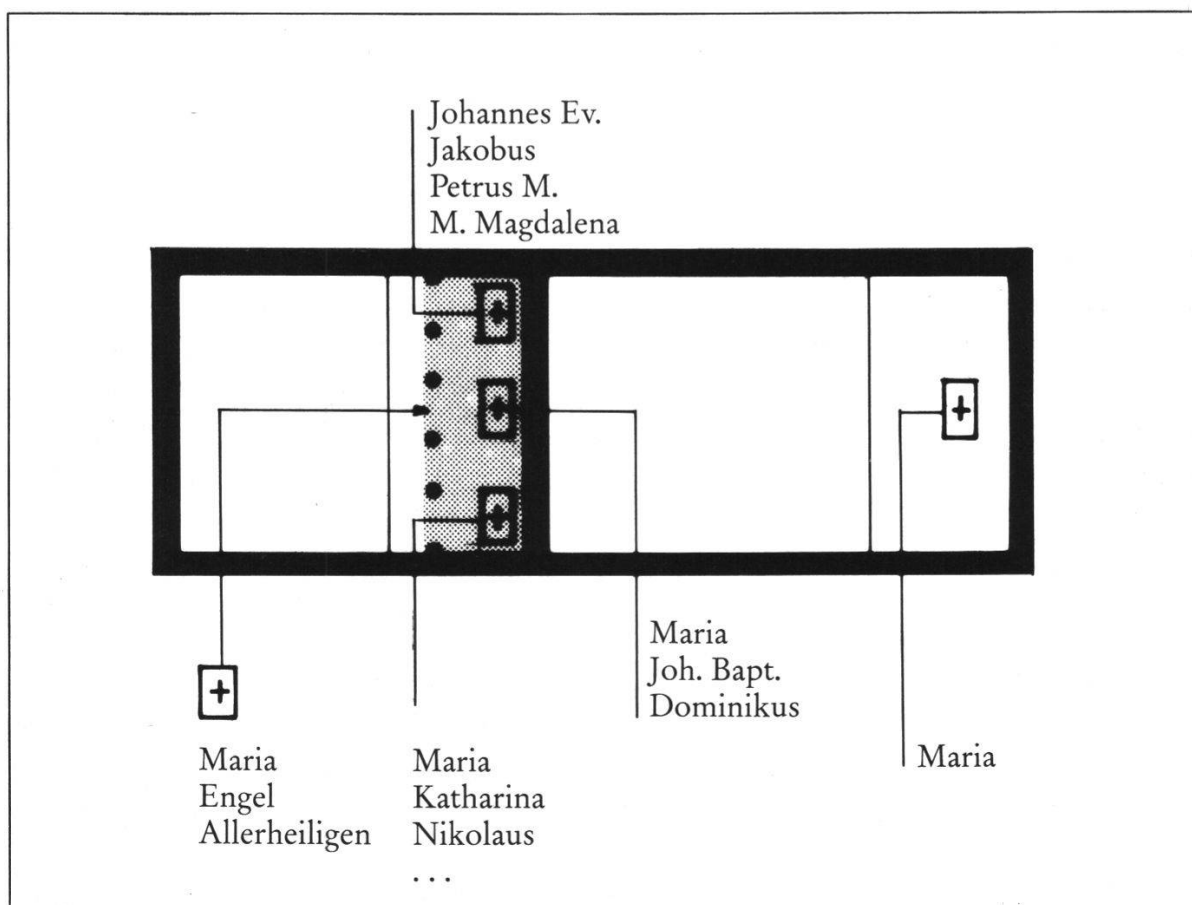 Johannes Ev.
Jakobus
Petrus M.
M. Magdalena
Maria
Joh. Bapt.
Dominikus
Maria
Engel
Allerheiligen
Maria
Katharina
Nikolaus
. . .
Maria